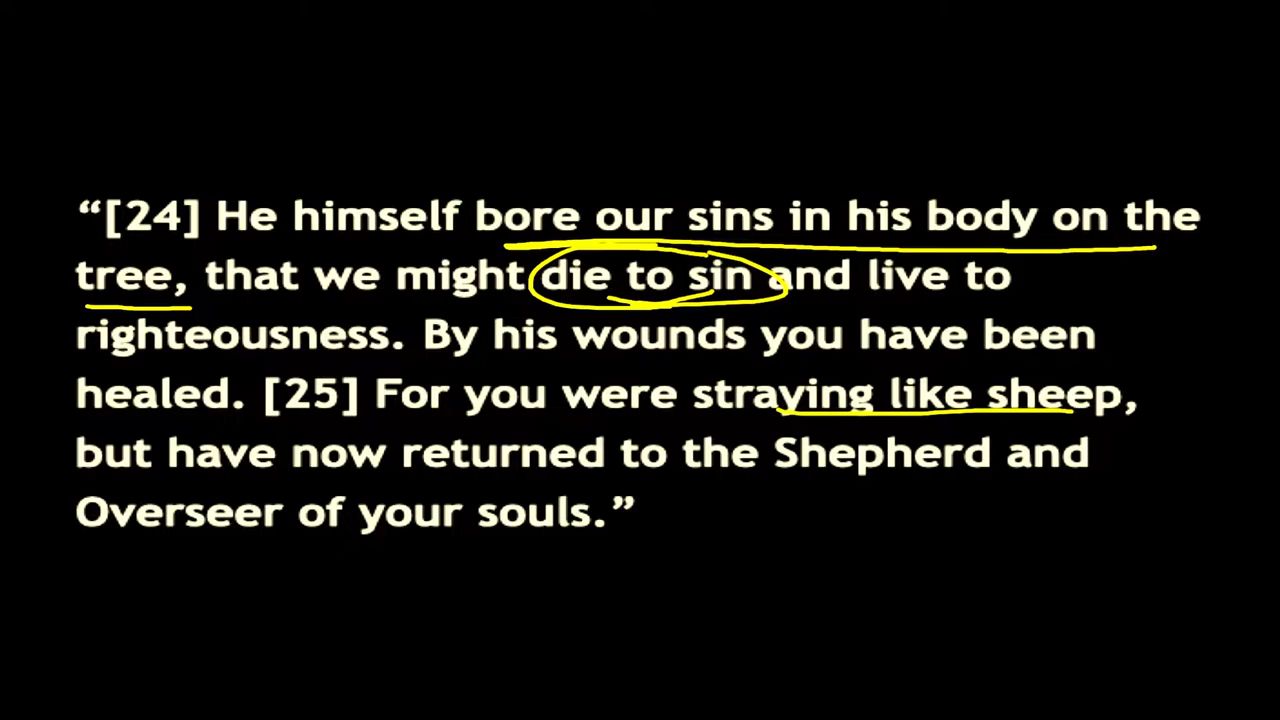 “[24] He himself bore our sins in his body on the
tree, that we might die to sin and live to
righteousness. By his wounds you have been
healed. [25] For you were straying like sheep,
but have now returned to the Shepherd and
Overseer of your souls.”